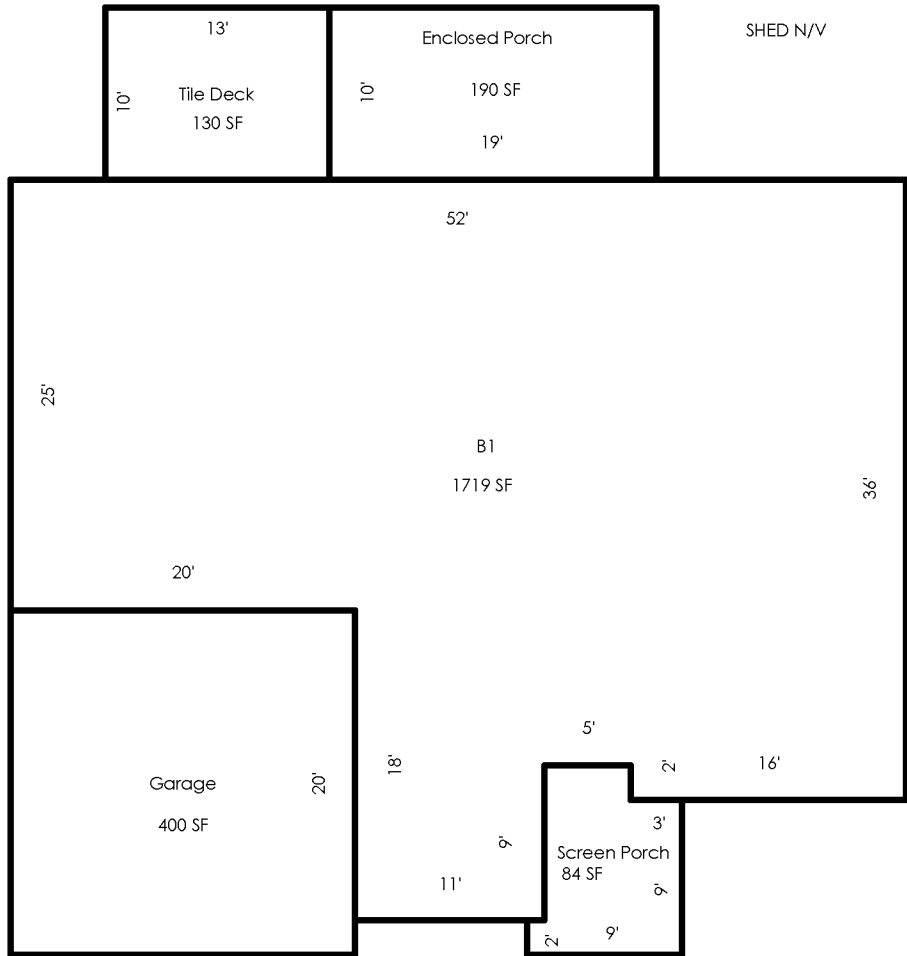 13'
Enclosed Porch
SHED N/V
10'
Tile Deck
130 SF
10'
190 SF
19'
52'
25'
B1
1719 SF
36'
20'
5'
18'
2'
16'
Garage
400 SF
20'
3'
9'
Screen Porch
84 SF
9'
11'
2'
9'